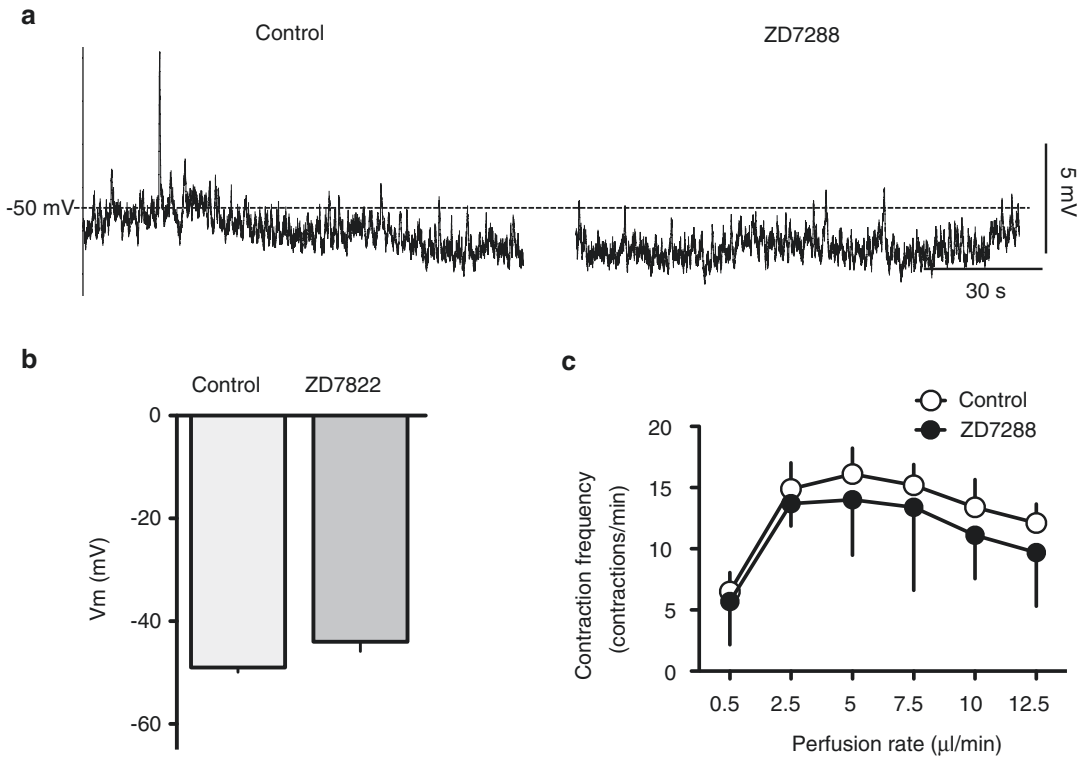 a
Control
ZD7288
-50 mV
5 mV
30 s
b
Control
ZD7822
0
-20
-40
-60
Vm (mV)
c
Control
ZD7288
20
15
10
5
0
Contraction frequency
(contractions/min)
0.5 2.5 5 7.5 10 12.5
Perfusion rate (μl/min)